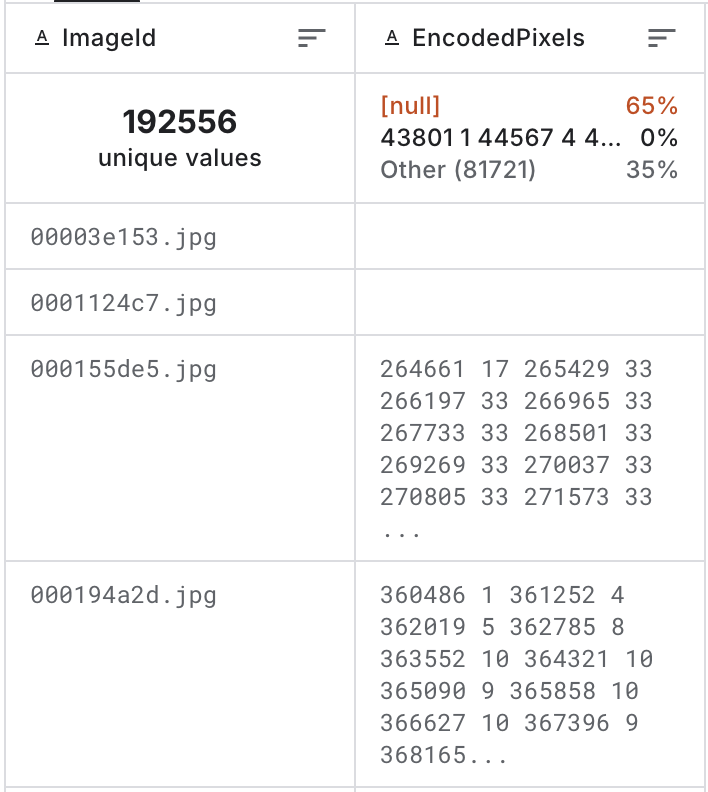 A ImageId
A EncodedPixels
192556
unique values
[null] 65%
43801 1 44567 4 4... 0%
Other (81721) 35%
00003e153.jpg
0001124c7.jpg
000155de5.jpg
264661 17 265429 33
266197 33 266965 33
267733 33 268501 33
269269 33 270037 33
270805 33 271573 33
...
000194a2d.jpg
360486 1 361252 4
362019 5 362785 8
363552 10 364321 10
365090 9 365858 10
366627 10 367396 9
368165...